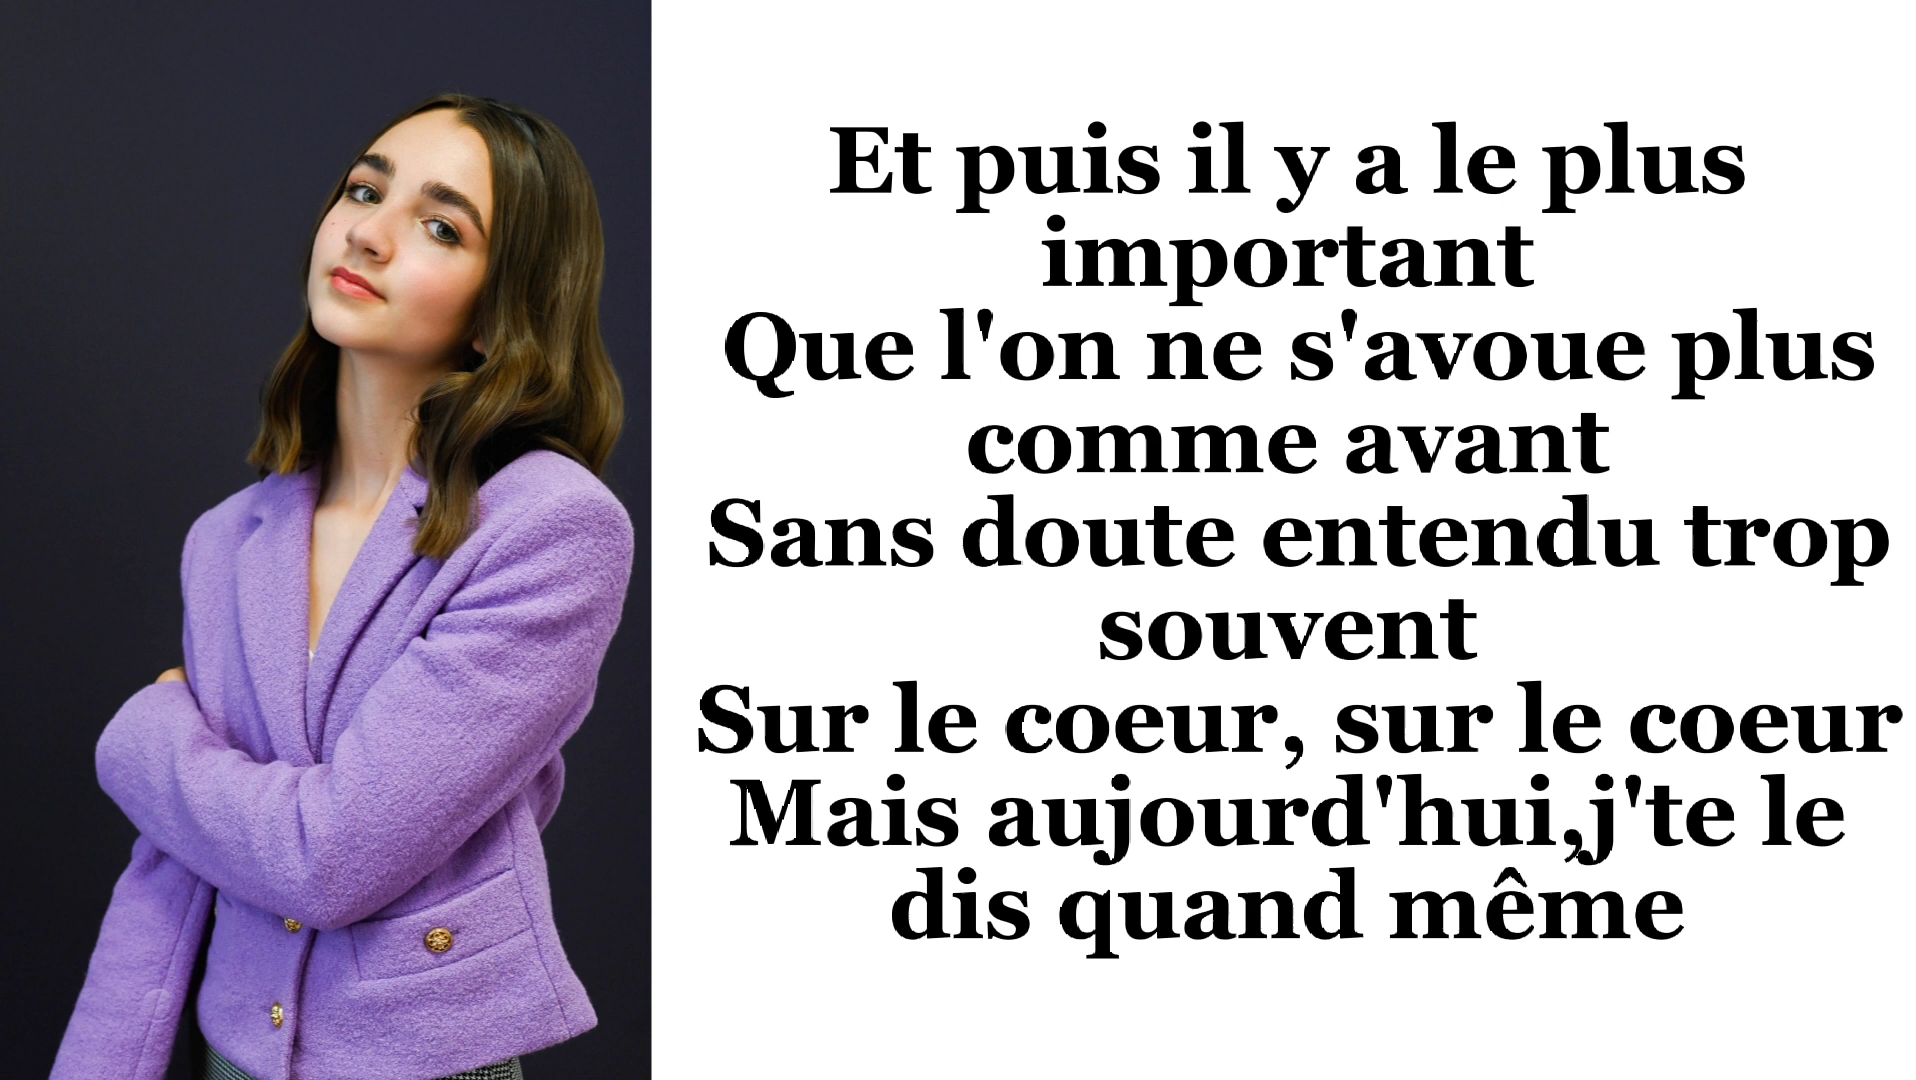 Et puis il y a le plus
important
Que l'on ne s'avoue plus
comme avant
Sans doute entendu trop
souvent
Sur le coeur, sur le coeur
Mais aujourd'hui,j'te le
dis quand même